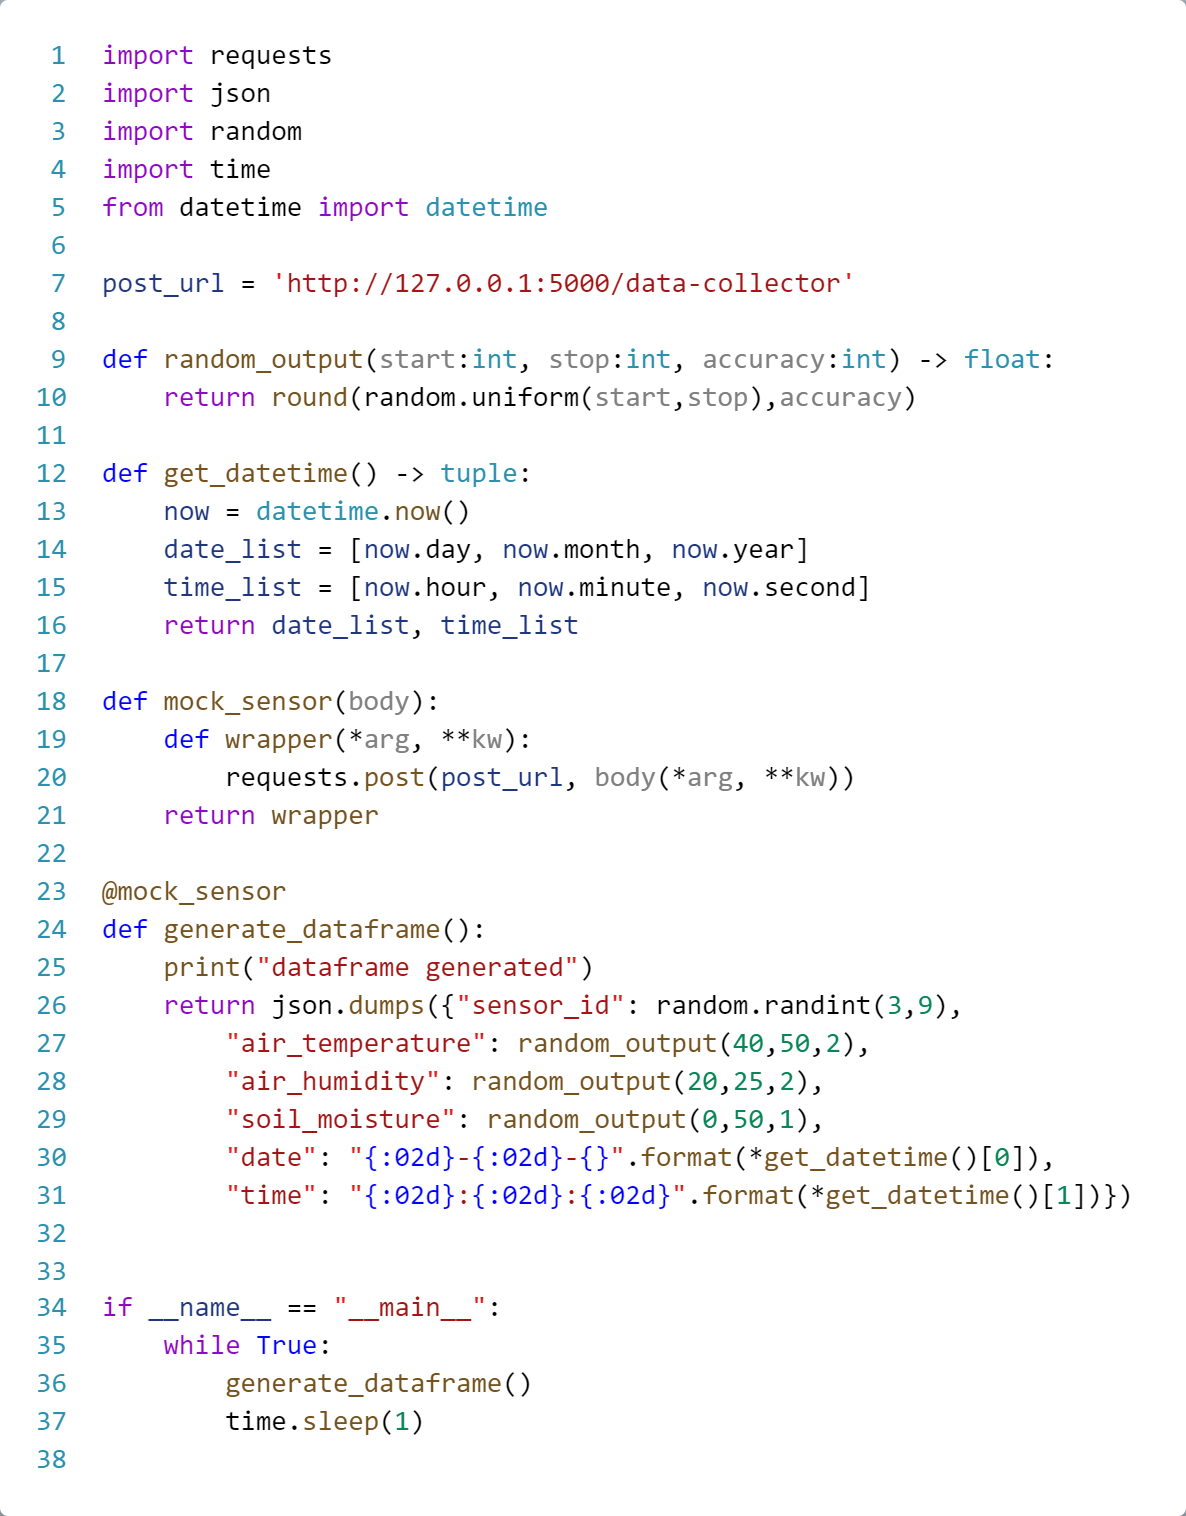 1 import requests
2 import json
3 import random
4 import time
5 from datetime import datetime
6
7 post_url = 'http://127.0.0.1:5000/data-collector'
8
9 def random_output(start:int, stop:int, accuracy:int) -> float:
10     return round(random.uniform(start,stop),accuracy)
11
12 def get_datetime() -> tuple:
13     now = datetime.now()
14     date_list = [now.day, now.month, now.year]
15     time_list = [now.hour, now.minute, now.second]
16     return date_list, time_list
17
18 def mock_sensor(body):
19     def wrapper(*arg, **kw):
20         requests.post(post_url, body(*arg, **kw))
21     return wrapper
22
23 @mock_sensor
24 def generate_dataframe():
25     print("dataframe generated")
26     return json.dumps({"sensor_id": random.randint(3,9),
27         "air_temperature": random_output(40,50,2),
28         "air_humidity": random_output(20,25,2),
29         "soil_moisture": random_output(0,50,1),
30         "date": "{:02d}-{:02d}-{}".format(*get_datetime()[0]),
31         "time": "{:02d}:{:02d}:{:02d}".format(*get_datetime()[1])})
32
33
34 if __name__ == "__main__":
35     while True:
36         generate_dataframe()
37         time.sleep(1)
38